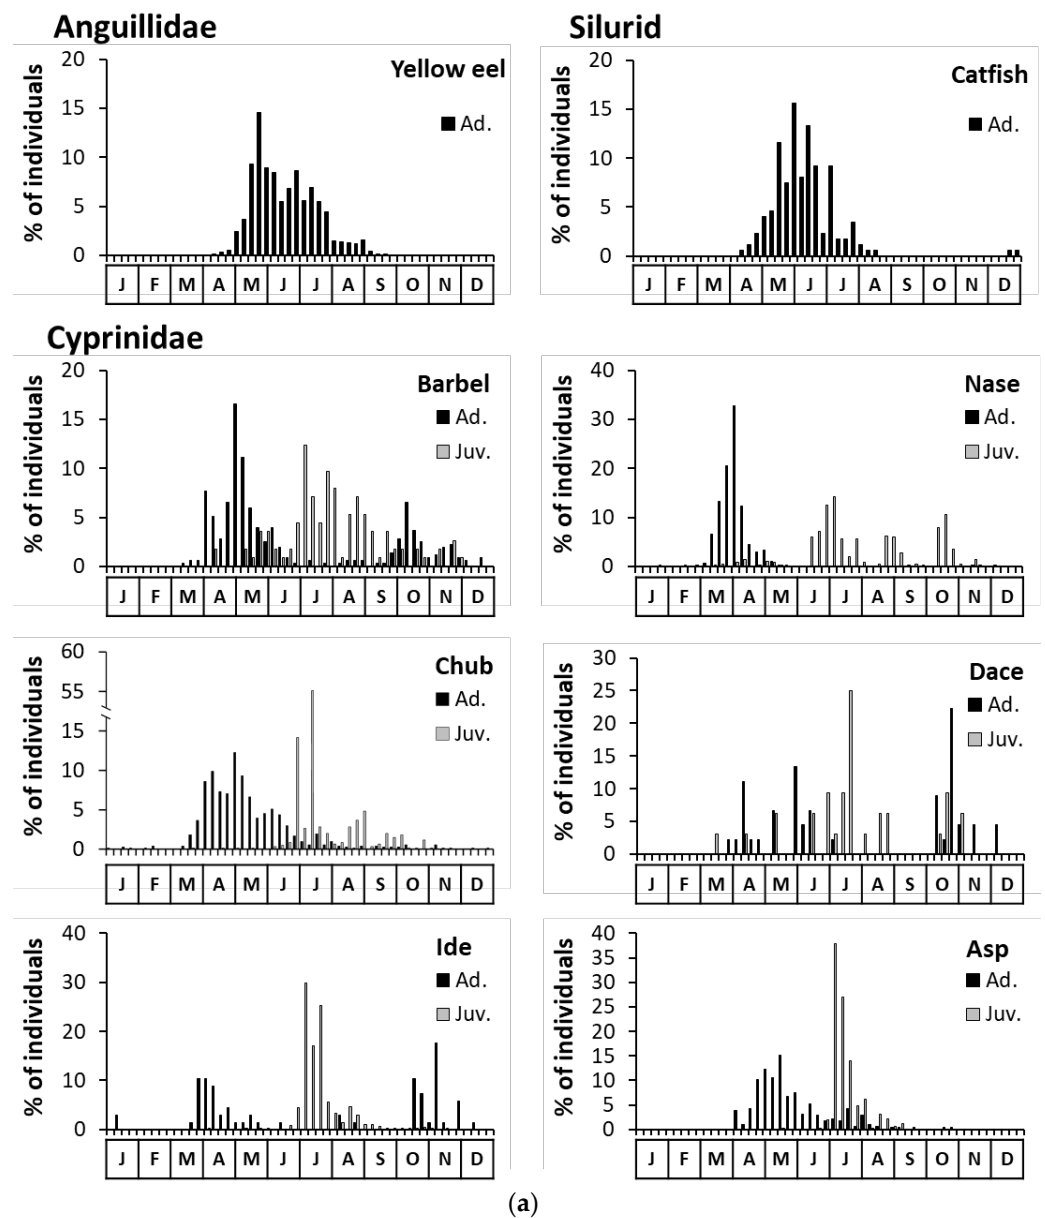 Anguillidae
% of individuals
20
15
10
5
0
Yellow eel
Ad.
J F M A M J J A S O N D
Silurid
% of individuals
20
15
10
5
0
Catfish
Ad.
J F M A M J J A S O N D
Cyprinidae
% of individuals
20
15
10
5
0
Barbel
Ad.
Juv.
J F M A M J J A S O N D
% of individuals
40
30
20
10
0
Nase
Ad.
Juv.
J F M A M J J A S O N D
% of individuals
60
55
15
10
5
0
Chub
Ad.
Juv.
J F M A M J J A S O N D
% of individuals
30
25
20
15
10
5
0
Dace
Ad.
Juv.
J F M A M J J A S O N D
% of individuals
40
30
20
10
0
Ide
Ad.
Juv.
J F M A M J J A S O N D
% of individuals
40
35
30
25
20
15
10
5
0
Asp
Ad.
Juv.
J F M A M J J A S O N D
(a)